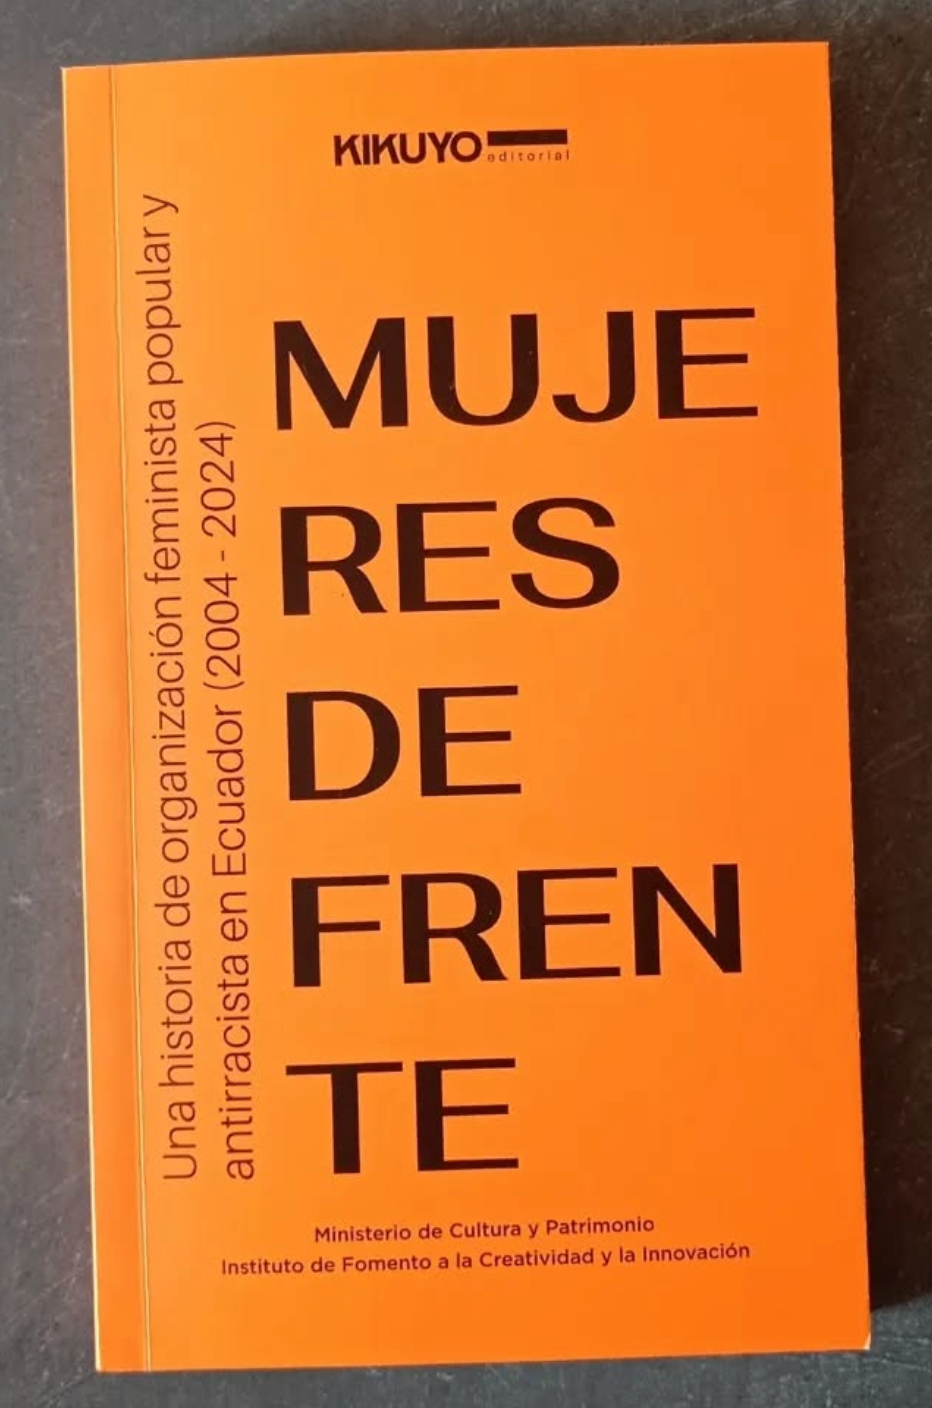 KIKUYO
editorial
Una historia de organización feminista popular y
antirracista en Ecuador (2004 - 2024)
MUJE
RES
DE
FREN
TE
Ministerio de Cultura y Patrimonio
Instituto de Fomento a la Creatividad y la Innovación